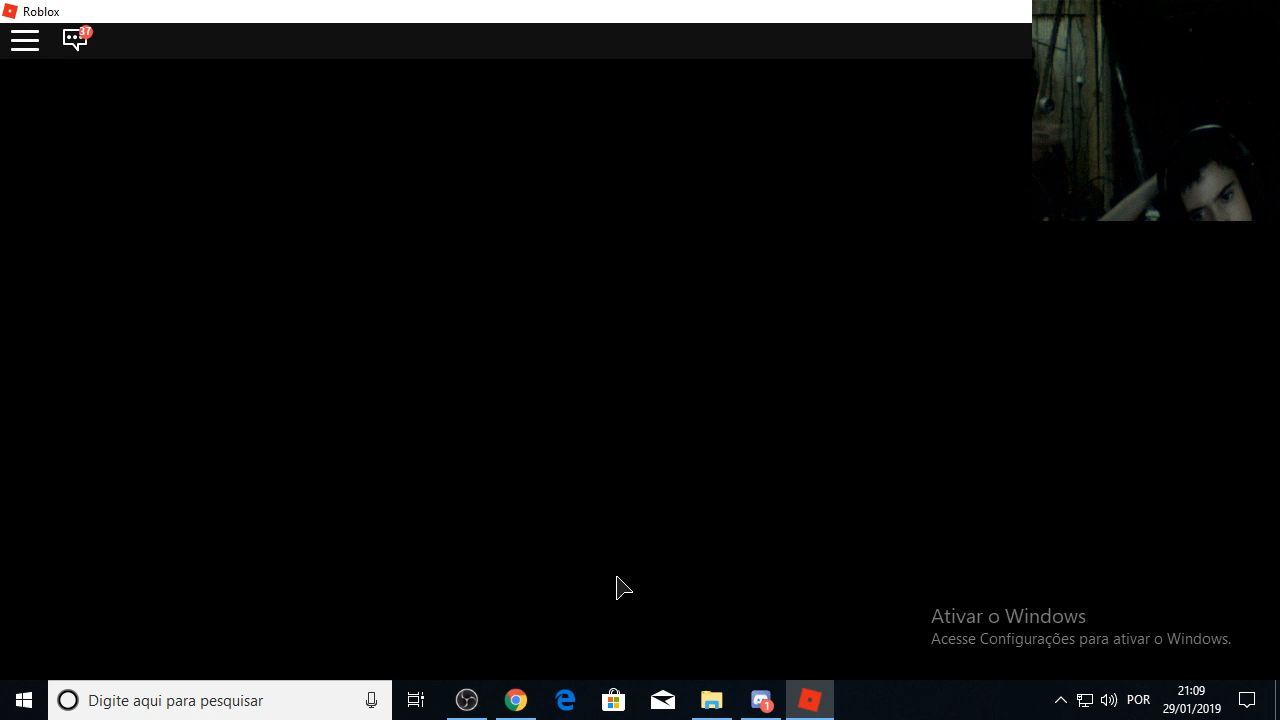 Roblox
37
Ativar o Windows
Acesse Configurações para ativar o Windows.
Digite aqui para pesquisar
1
POR
21:09
29/01/2019